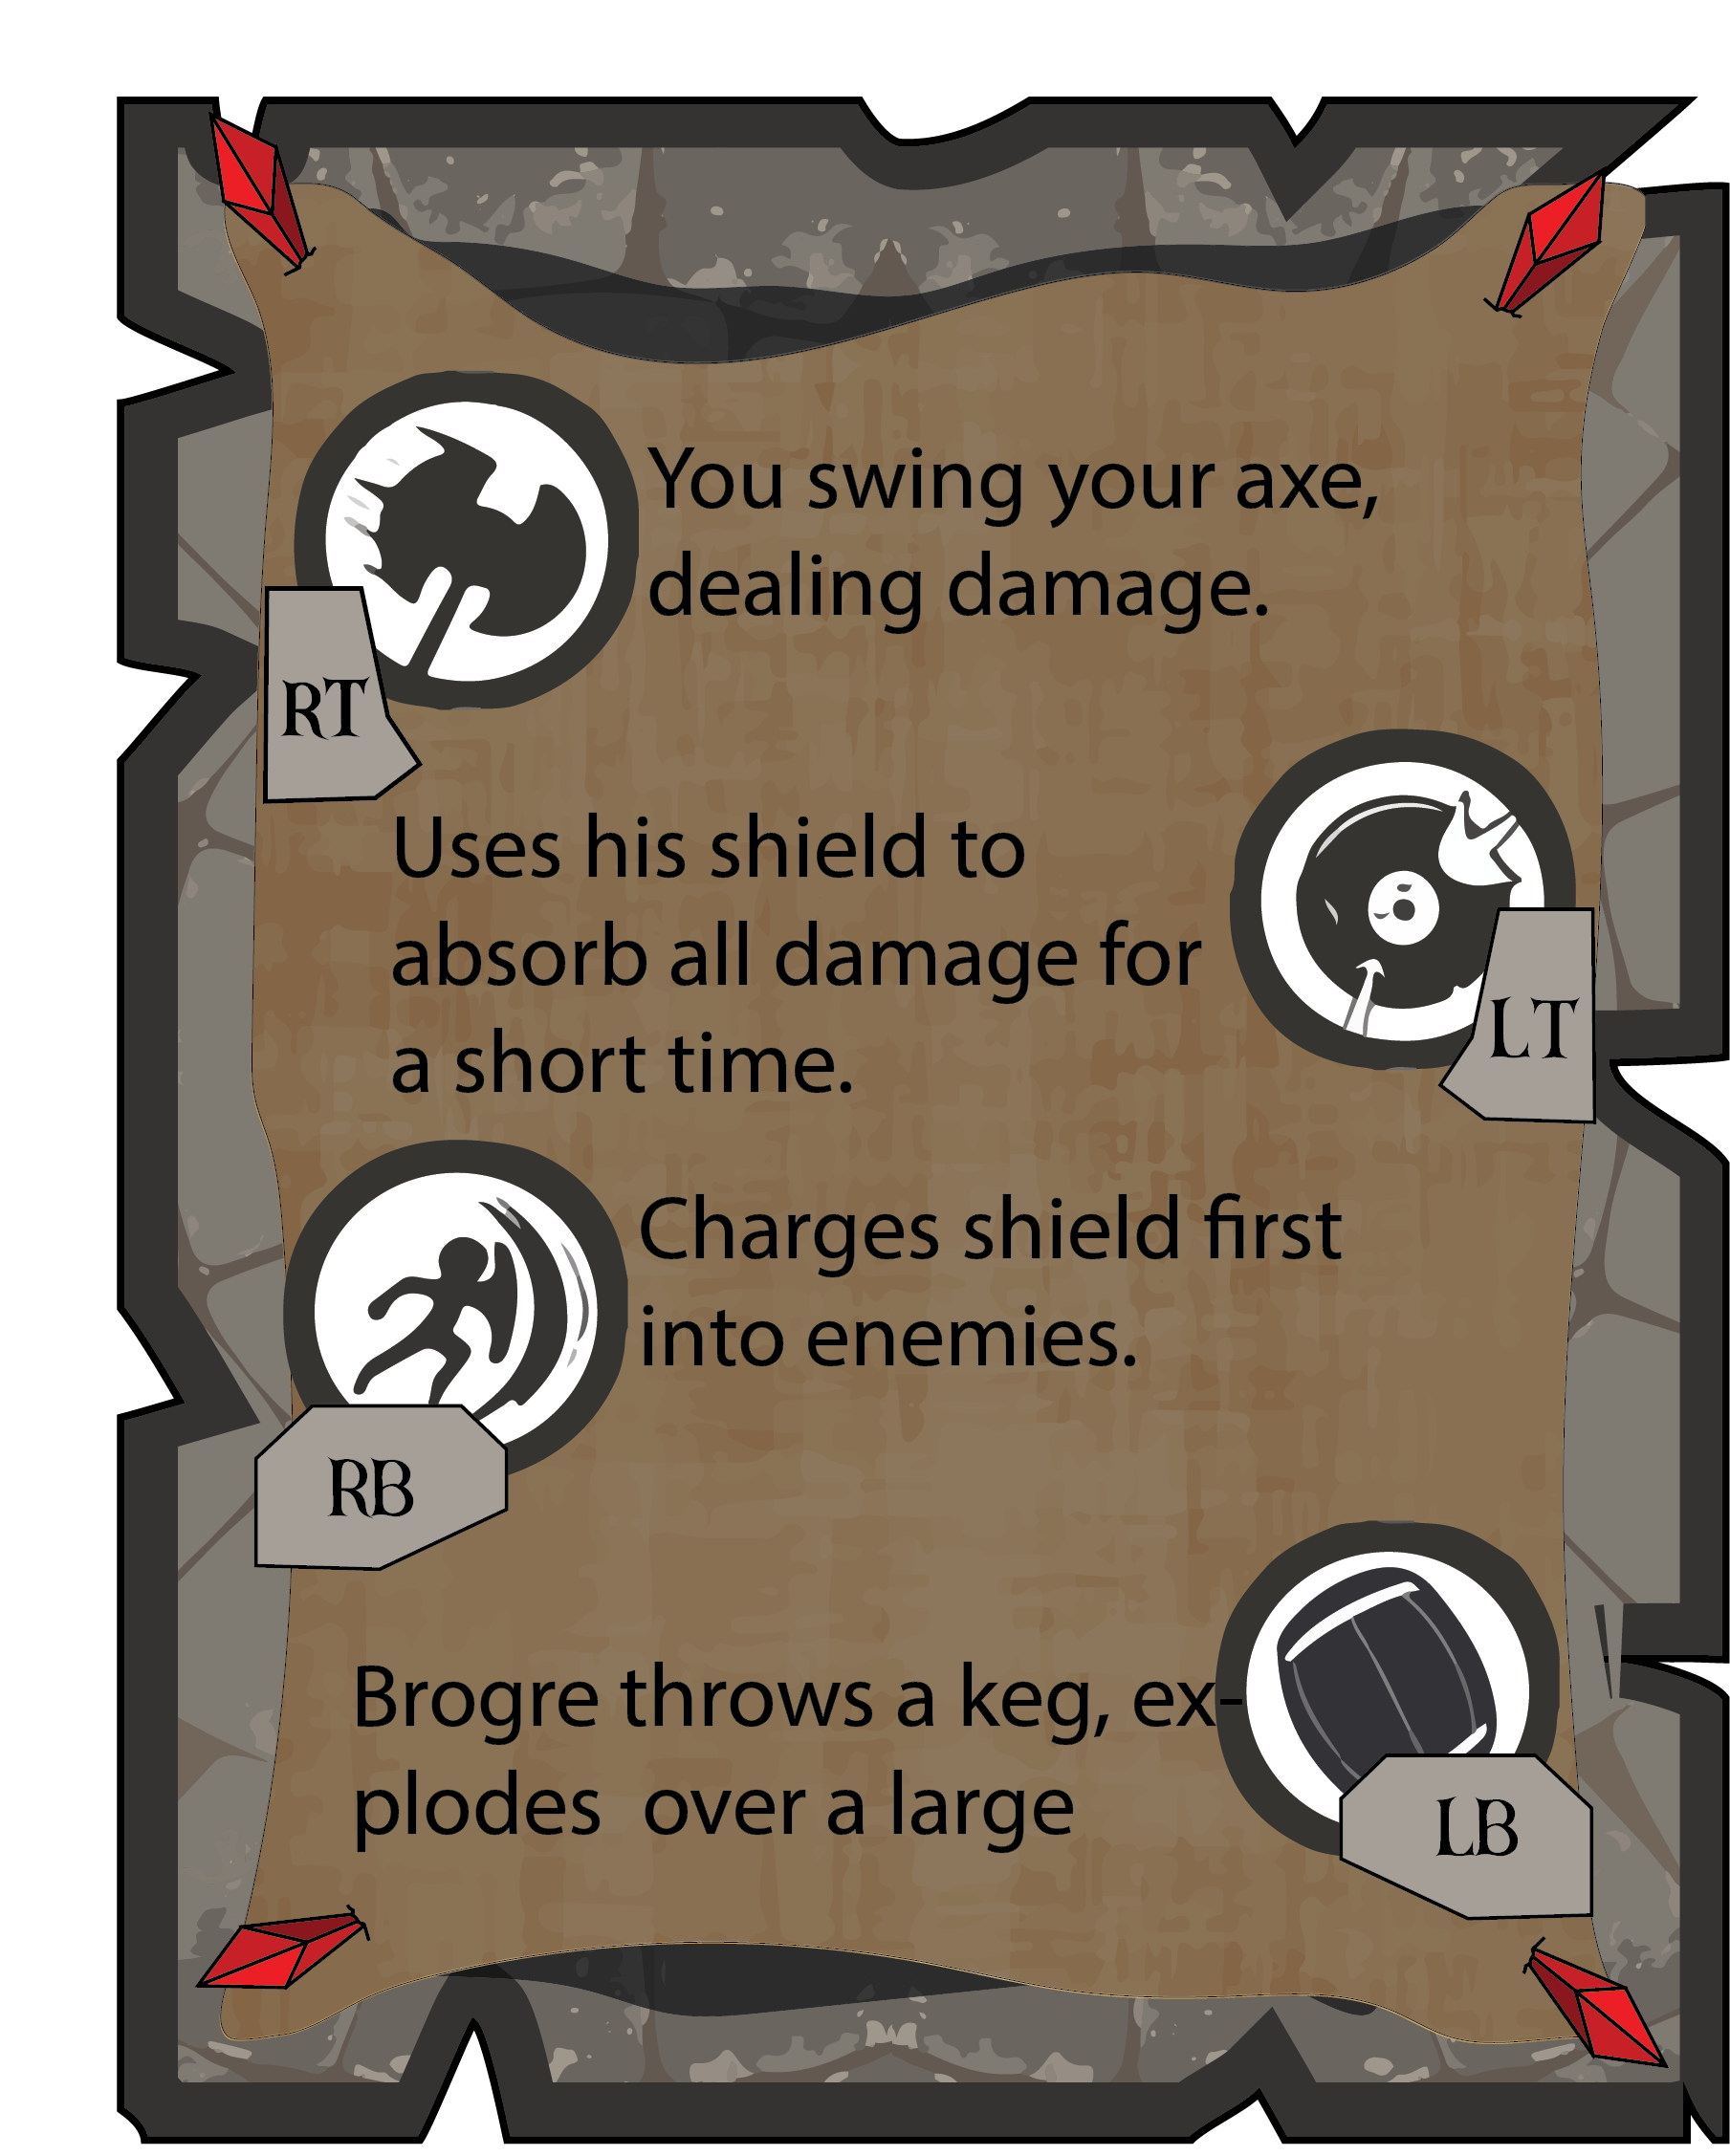 You swing your axe,
dealing damage.
RT
Uses his shield to
absorb all damage for
a short time.
LT
Charges shield first
into enemies.
RB
Brogre throws a keg, ex-
plodes  over a large
LB